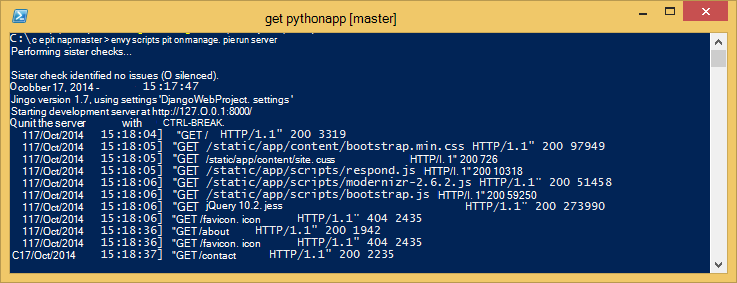 get pythonapp [master]
C:\c epit napmaster > envy scripts pit on manage. pierun server
Performing sister checks...
Sister check identified no issues (O silenced).
Ocobber 17, 2014 - 15:17:47
Jingo version 1.7, using settings 'DjangoWebProject. settings'
Starting development server at http://127.O.0.1:8000/
Qunit the server with CTRL-BREAK.
117/Oct/2014 15:18:04] "GET / HTTP/1.1" 200 3319
117/Oct/2014 15:18:05] "GET /static/app/content/bootstrap.min.css HTTP/1.1" 200 97949
117/Oct/2014 15:18:05] "GET /static/app/content/site. cuss HTTP/l. 1" 200 726
117/Oct/2014 15:18:05] "GET /static/app/scripts/respond.js HTTP/l. 1" 200 10318
117/Oct/2014 15:18:06] "GET /static/app/scripts/modernizr-2.6.2.js HTTP/1.1" 200 51458
117/Oct/2014 15:18:06] "GET /static/app/scripts/bootstrap.js HTTP/l. 1" 200 59250
117/Oct/2014 15:18:06] "GET jQuery 10.2. jess HTTP/1.1" 200 273990
117/Oct/2014 15:18:06] "GET /favicon. icon HTTP/1.1" 404 2435
117/Oct/2014 15:18:36] "GET /about HTTP/1.1" 200 1942
117/Oct/2014 15:18:36] "GET /favicon. icon HTTP/1.1" 404 2435
C17/Oct/2014 15:18:37] "GET /contact HTTP/1.1" 200 2235